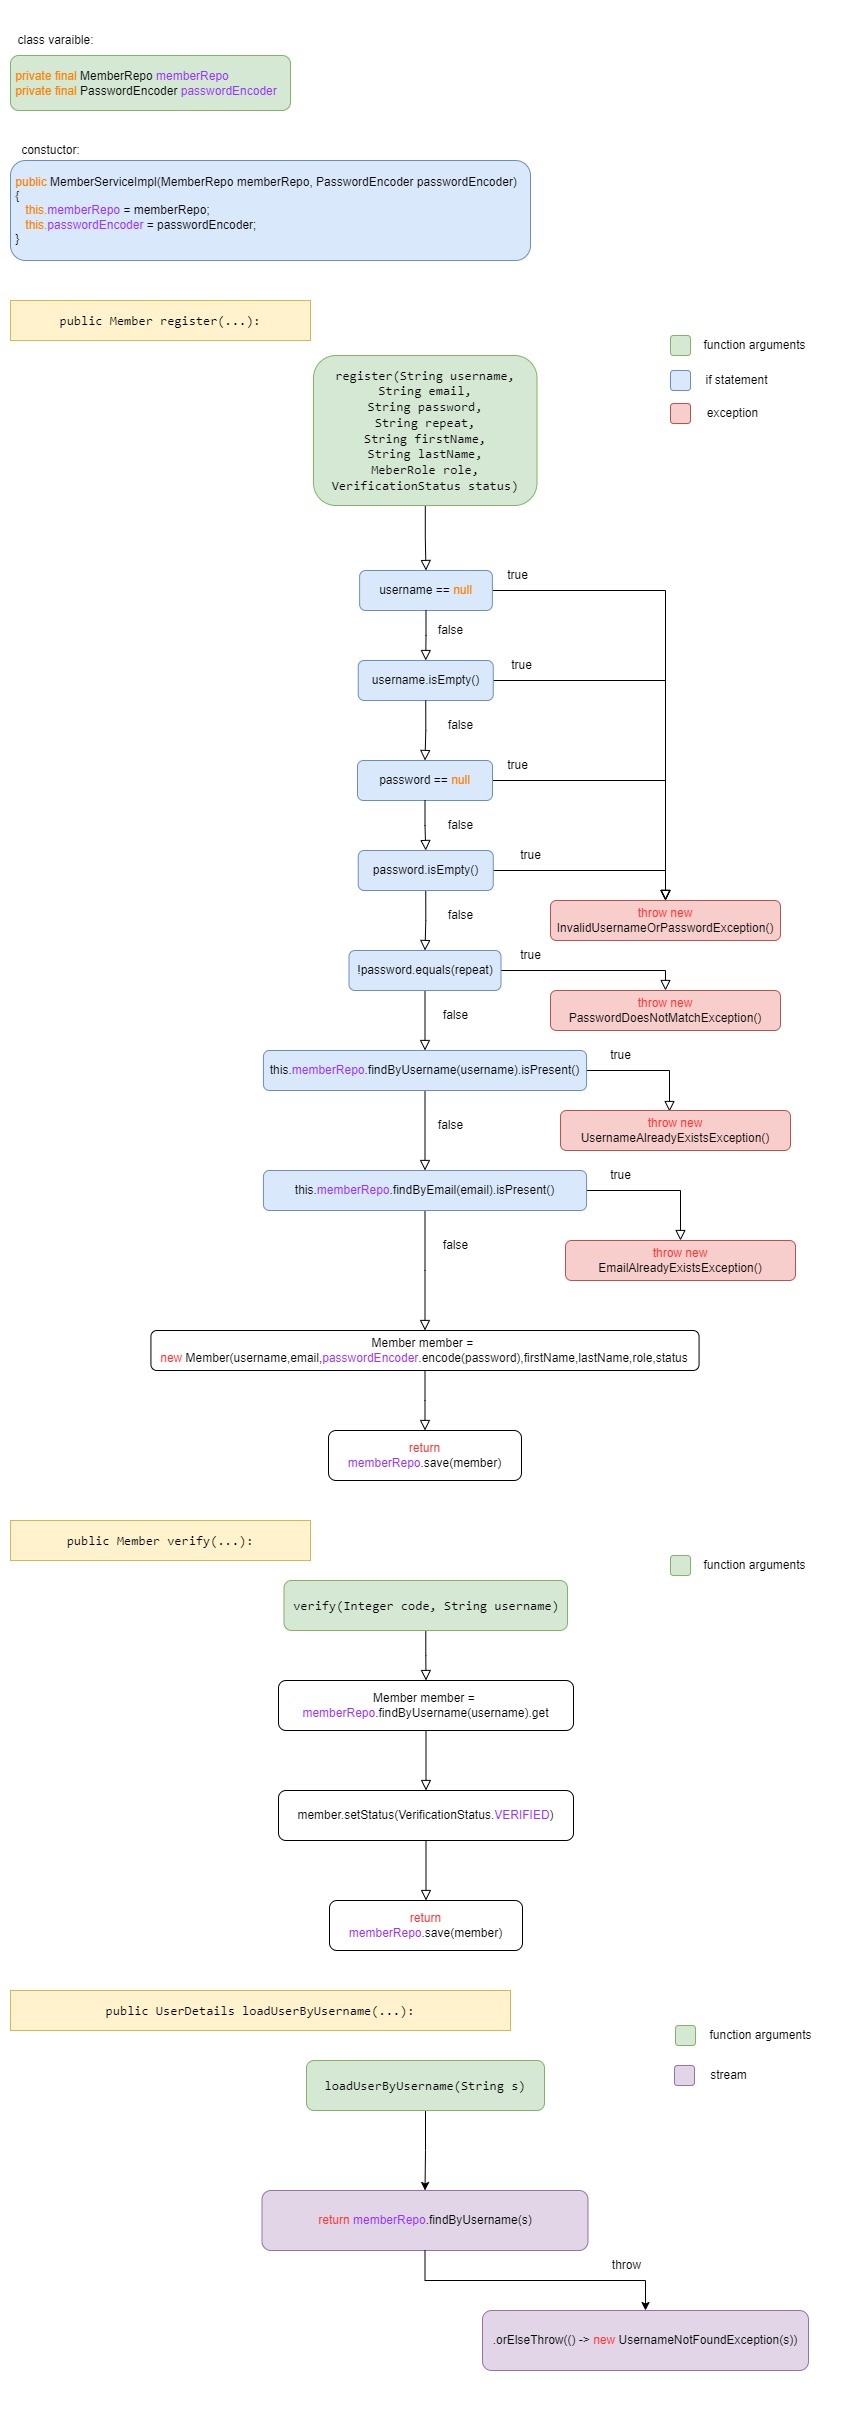 class varaible:
private final MemberRepo memberRepo
private final PasswordEncoder passwordEncoder
constuctor:
public MemberServiceImpl(MemberRepo memberRepo, PasswordEncoder passwordEncoder)
{
this.memberRepo = memberRepo;
this.passwordEncoder = passwordEncoder;
}
public Member register(...):
function arguments
if statement
exception
register(String username,
String email,
String password,
String repeat,
String firstName,
String lastName,
MeberRole role,
VerificationStatus status)
username == null
true
false
username.isEmpty()
true
false
password == null
true
false
password.isEmpty()
true
false
throw new
InvalidUsernameOrPasswordException()
!password.equals(repeat)
true
false
throw new
PasswordDoesNotMatchException()
this.memberRepo.findByUsername(username).isPresent()
true
false
throw new
UsernameAlreadyExistsException()
this.memberRepo.findByEmail(email).isPresent()
true
false
throw new
EmailAlreadyExistsException()
Member member =
new Member(username,email,passwordEncoder.encode(password),firstName,lastName,role,status
return
memberRepo.save(member)
public Member verify(...):
function arguments
verify(Integer code, String username)
Member member =
memberRepo.findByUsername(username).get
member.setStatus(VerificationStatus.VERIFIED)
return
memberRepo.save(member)
public UserDetails loadUserByUsername(...):
function arguments
stream
loadUserByUsername(String s)
return memberRepo.findByUsername(s)
throw
.orElseThrow(() -> new UsernameNotFoundException(s))